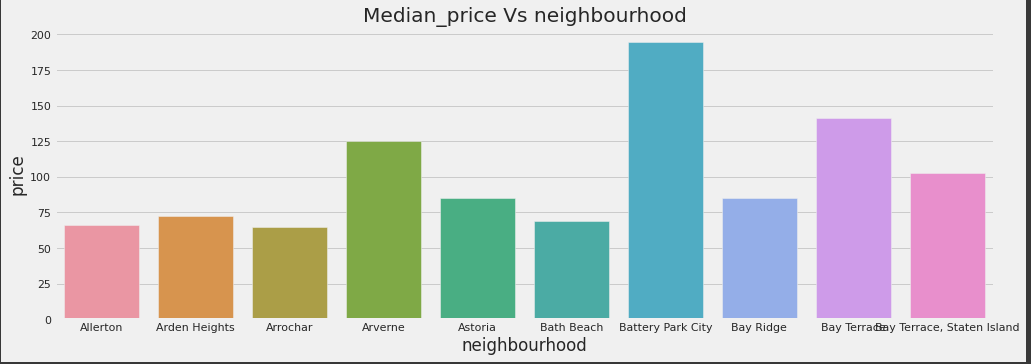 Median_price Vs neighbourhood
200
175
150
125
100
75
50
25
0
price
Allerton Arden Heights Arrochar Arverne Astoria Bath Beach Battery Park City Bay Ridge Bay Terrace Bay Terrace, Staten Island
neighbourhood